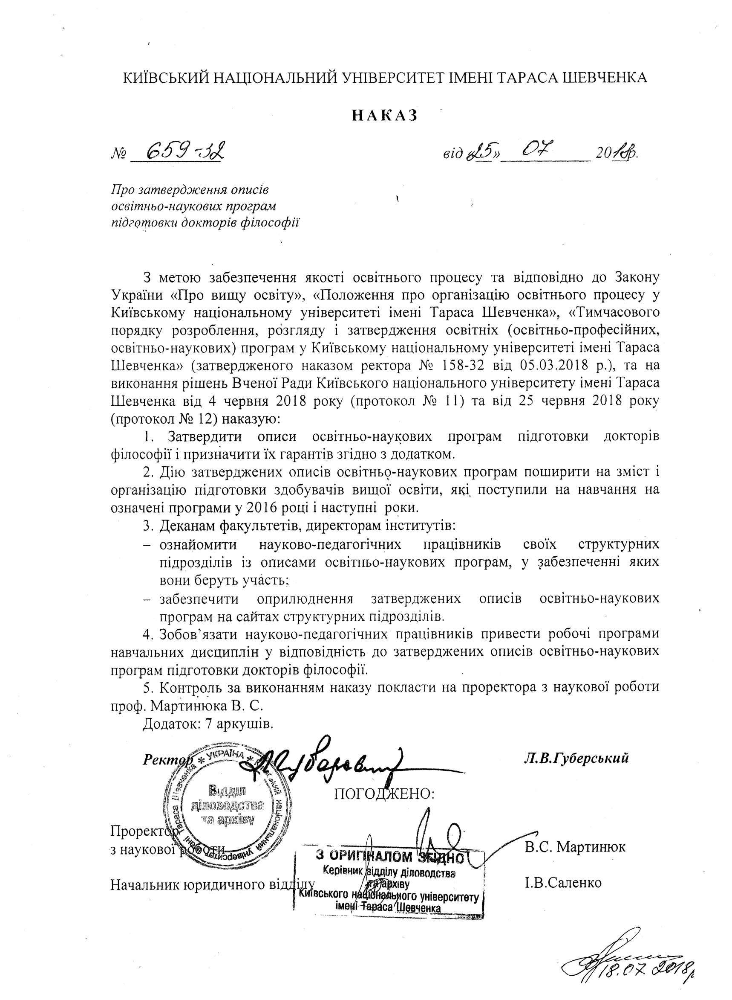 КИЇВСЬКИЙ НАЦІОНАЛЬНИЙ УНІВЕРСИТЕТ ІМЕНІ ТАРАСА ШЕВЧЕНКА
НАКАЗ
№ 659-32 від «25» 07 2018р.
Про затвердження описів
освітньо-наукових програм
підготовки докторів філософії
З метою забезпечення якості освітнього процесу та відповідно до Закону
України «Про вищу освіту», «Положення про організацію освітнього процесу у
Київському національному університеті імені Тараса Шевченка», «Тимчасового
порядку розроблення, розгляду і затвердження освітніх (освітньо-професійних,
освітньо-наукових) програм у Київському національному університеті імені Тараса
Шевченка» (затвердженого наказом ректора № 158-32 від 05.03.2018 р.), та на
виконання рішень Вченої Ради Київського національного університету імені Тараса
Шевченка від 4 червня 2018 року (протокол № 11) та від 25 червня 2018 року
(протокол № 12) наказую:
1. Затвердити описи освітньо-наукових програм підготовки докторів
філософії і призначити їх гарантів згідно з додатком.
2. Дію затверджених описів освітньо-наукових програм поширити на зміст і
організацію підготовки здобувачів вищої освіти, які поступили на навчання на
означені програми у 2016 році і наступні роки.
3. Деканам факультетів, директорам інститутів:
– ознайомити науково-педагогічних працівників своїх структурних
підрозділів із описами освітньо-наукових програм, у забезпеченні яких
вони беруть участь;
– забезпечити оприлюднення затверджених описів освітньо-наукових
програм на сайтах структурних підрозділів.
4. Зобов’язати науково-педагогічних працівників привести робочі програми
навчальних дисциплін у відповідність до затверджених описів освітньо-наукових
програм підготовки докторів філософії.
5. Контроль за виконанням наказу покласти на проректора з наукової роботи
проф. Мартинюка В. С.
Додаток: 7 аркушів.
Ректор Л.В.Губерський
* УКРАЇНА * Київський національний університет імені Тараса Шевченка
Відділ
діловодства
та архіву
ПОГОДЖЕНО:
Проректор
з наукової роботи В.С. Мартинюк
З ОРИГІНАЛОМ ЗГІДНО
Керівник відділу діловодства
та архіву
Київського національного університету
імені Тараса Шевченка
Начальник юридичного відділу І.В.Саленко
18.07.2018р